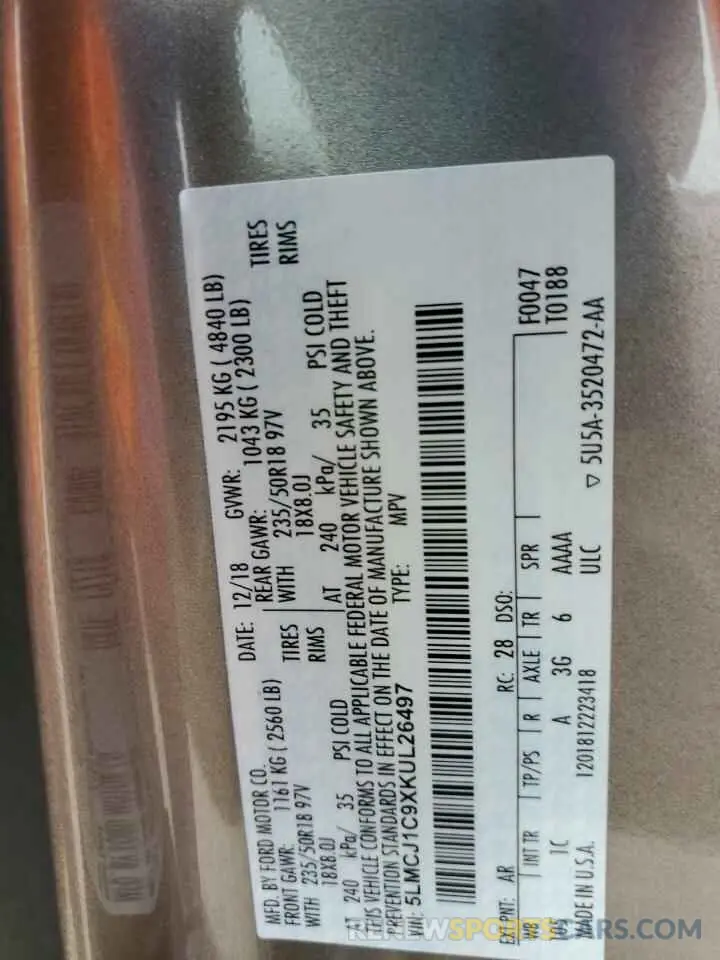 MFD. BY FORD MOTOR CO.
DATE: 12/18 GVWR: 2195 KG ( 4840 LB)
FRONT GAWR: 1161 KG ( 2560 LB) REAR GAWR: 1043 KG ( 2300 LB)
WITH 235/50R18 97V TIRES WITH 235/50R18 97V TIRES
18X8.0J RIMS 18X8.0J RIMS
AT 240 kPa/ 35 PSI COLD AT 240 kPa/ 35 PSI COLD
THIS VEHICLE CONFORMS TO ALL APPLICABLE FEDERAL MOTOR VEHICLE SAFETY AND THEFT
PREVENTION STANDARDS IN EFFECT ON THE DATE OF MANUFACTURE SHOWN ABOVE.
VIN: 5LMCJ1C9XKUL26497 TYPE: MPV
EXT PNT: AR RC: 28 DSO: F0047
WB INT TR TP/PS R AXLE TR SPR T0188
1C A 3G 6 AAAA
MADE IN U.S.A. 1201812223418 ULC ▽ 5U5A-3520472-AA
RENEWSPORTSCARS.COM